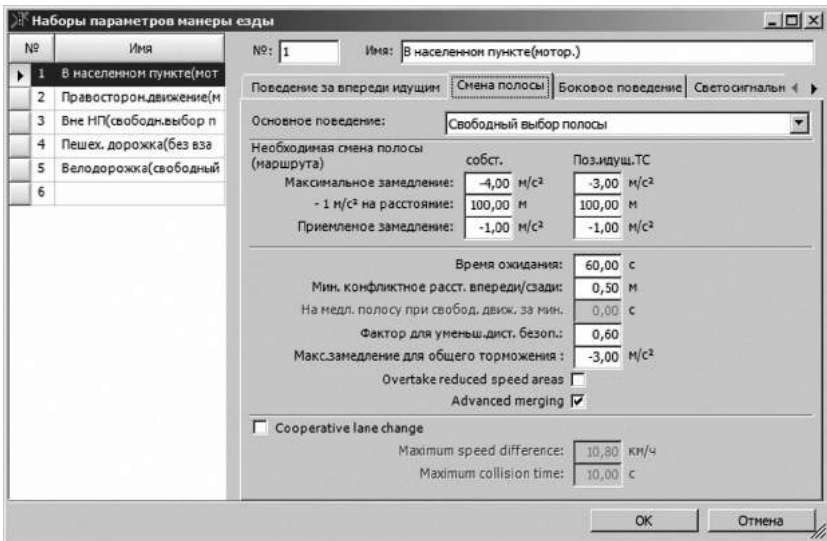 Наборы параметров манеры езды
№ Имя
1 В населенном пункте(мот
2 Правосторон.движение(м
3 Вне НП(свободн.выбор п
4 Пешех. дорожка(без вза
5 Велодорожка(свободный
6
№: 1 Имя: В населенном пункте(мотор.)
Поведение за впереди идущим Смена полосы Боковое поведение Светосигнальн
Основное поведение: Свободный выбор полосы
Необходимая смена полосы
(маршрута) собст. Поз.идущ.ТС
Максимальное замедление: -4,00 м/с² -3,00 м/с²
- 1 м/с² на расстояние: 100,00 м 100,00 м
Приемлемое замедление: -1,00 м/с² -1,00 м/с²
Время ожидания: 60,00 с
Мин. конфликтное расст. впереди/сзади: 0,50 м
На медл. полосу при свобод. движ. за мин. 0,00 с
Фактор для уменьш.дист. безоп.: 0,60
Макс.замедление для общего торможения : -3,00 м/с²
Overtake reduced speed areas
Advanced merging
Cooperative lane change
Maximum speed difference: 10,80 км/ч
Maximum collision time: 10,00 с
OK Отмена